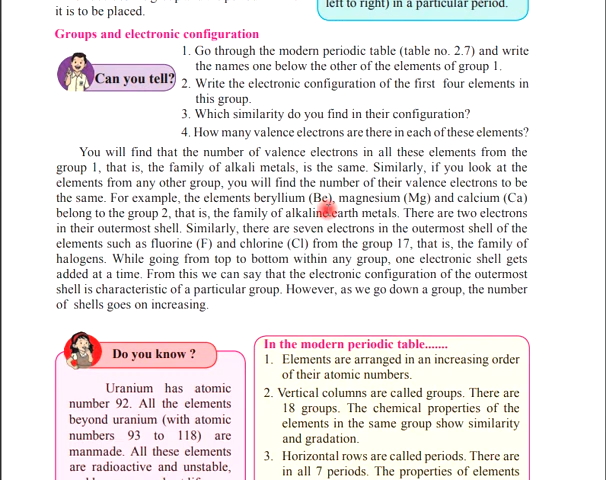 it is to be placed.
left to right) in a particular period.
Groups and electronic configuration
Can you tell?
1. Go through the modern periodic table (table no. 2.7) and write
the names one below the other of the elements of group 1.
2. Write the electronic configuration of the first four elements in
this group.
3. Which similarity do you find in their configuration?
4. How many valence electrons are there in each of these elements?
You will find that the number of valence electrons in all these elements from the
group 1, that is, the family of alkali metals, is the same. Similarly, if you look at the
elements from any other group, you will find the number of their valence electrons to be
the same. For example, the elements beryllium (Be), magnesium (Mg) and calcium (Ca)
belong to the group 2, that is, the family of alkaline earth metals. There are two electrons
in their outermost shell. Similarly, there are seven electrons in the outermost shell of the
elements such as fluorine (F) and chlorine (Cl) from the group 17, that is, the family of
halogens. While going from top to bottom within any group, one electronic shell gets
added at a time. From this we can say that the electronic configuration of the outermost
shell is characteristic of a particular group. However, as we go down a group, the number
of shells goes on increasing.
Do you know ?
Uranium has atomic
number 92. All the elements
beyond uranium (with atomic
numbers 93 to 118) are
manmade. All these elements
are radioactive and unstable,
In the modern periodic table.......
1. Elements are arranged in an increasing order
of their atomic numbers.
2. Vertical columns are called groups. There are
18 groups. The chemical properties of the
elements in the same group show similarity
and gradation.
3. Horizontal rows are called periods. There are
in all 7 periods. The properties of elements